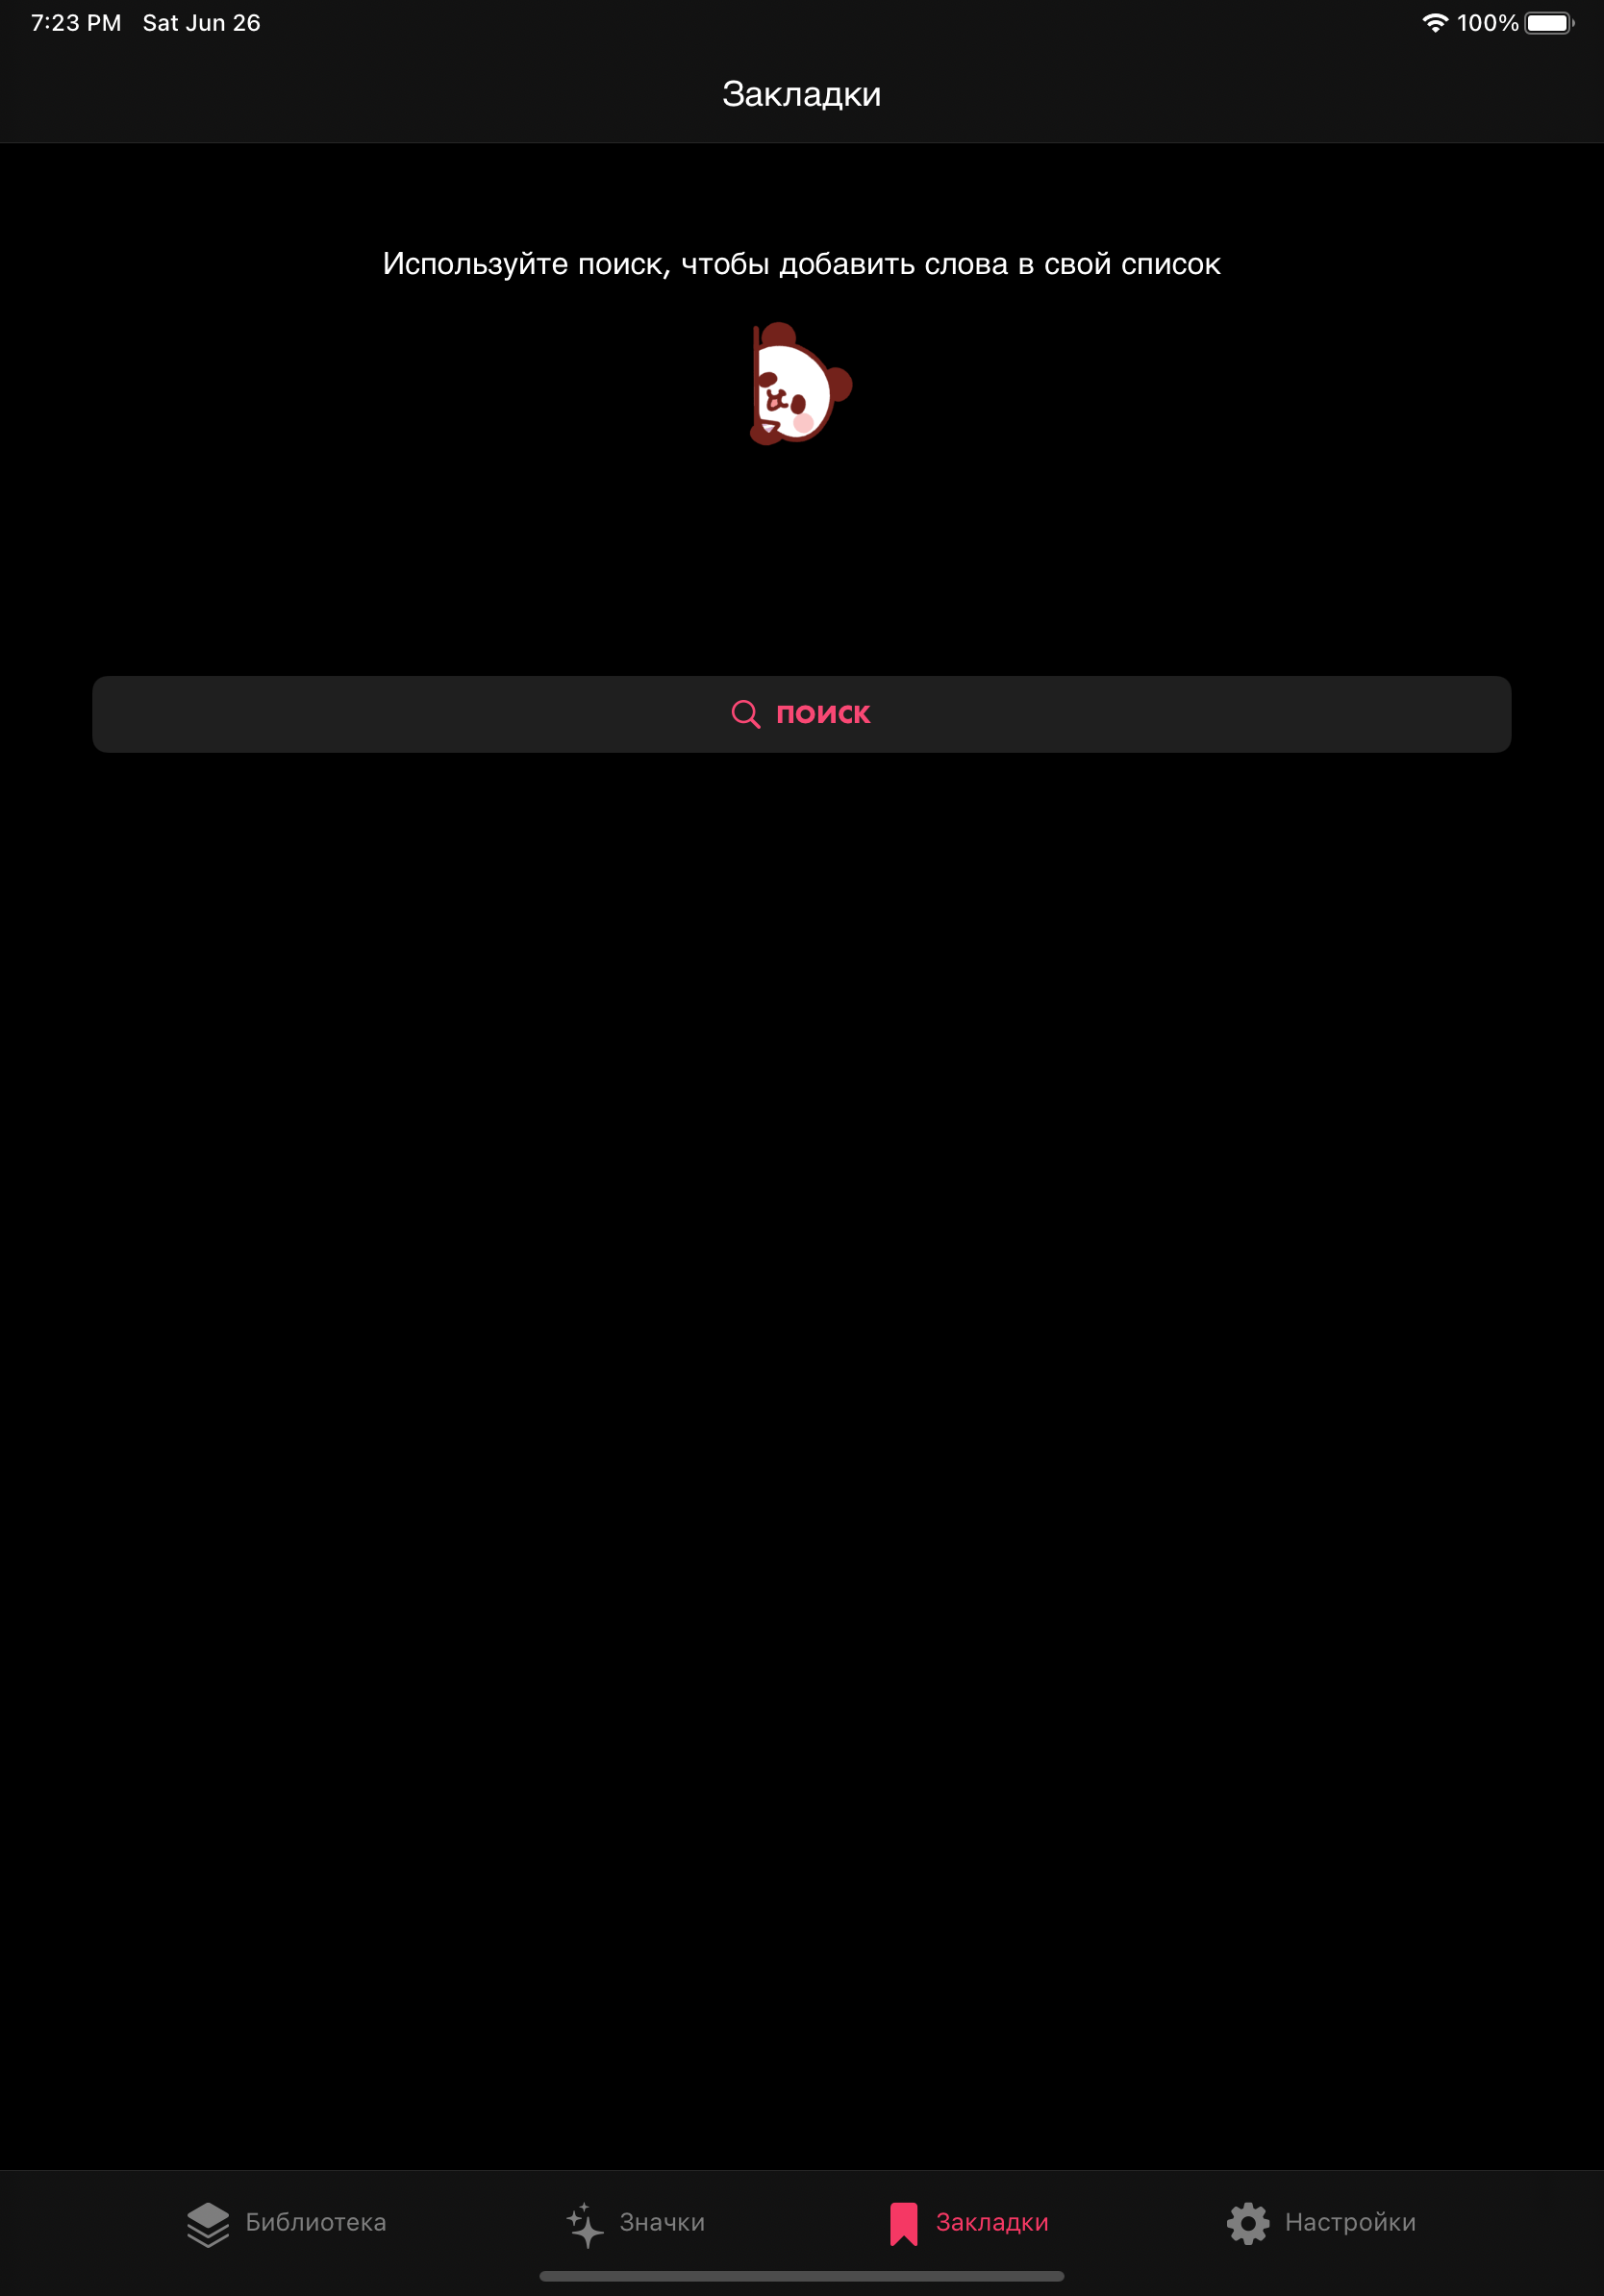 7:23 PM Sat Jun 26 100%
Закладки
Используйте поиск, чтобы добавить слова в свой список
поиск
Библиотека Значки Закладки Настройки